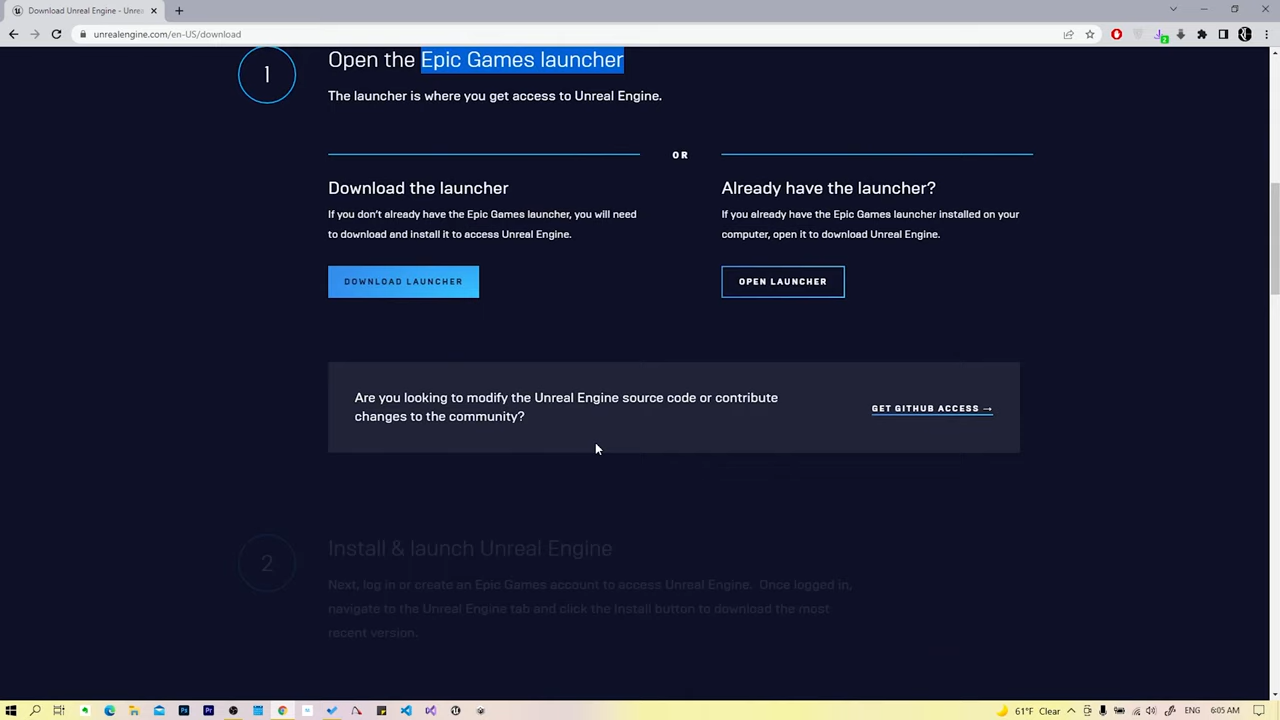 Download Unreal Engine - Unrea
unrealengine.com/en-US/download
1
Open the Epic Games launcher
The launcher is where you get access to Unreal Engine.
OR
Download the launcher
If you don't already have the Epic Games launcher, you will need
to download and install it to access Unreal Engine.
DOWNLOAD LAUNCHER
Already have the launcher?
If you already have the Epic Games launcher installed on your
computer, open it to download Unreal Engine.
OPEN LAUNCHER
Are you looking to modify the Unreal Engine source code or contribute
changes to the community?
GET GITHUB ACCESS →
2
Install & launch Unreal Engine
Next, log in or create an Epic Games account to access Unreal Engine. Once logged in,
navigate to the Unreal Engine tab and click the Install button to download the most
recent version.
61°F Clear
6:05 AM